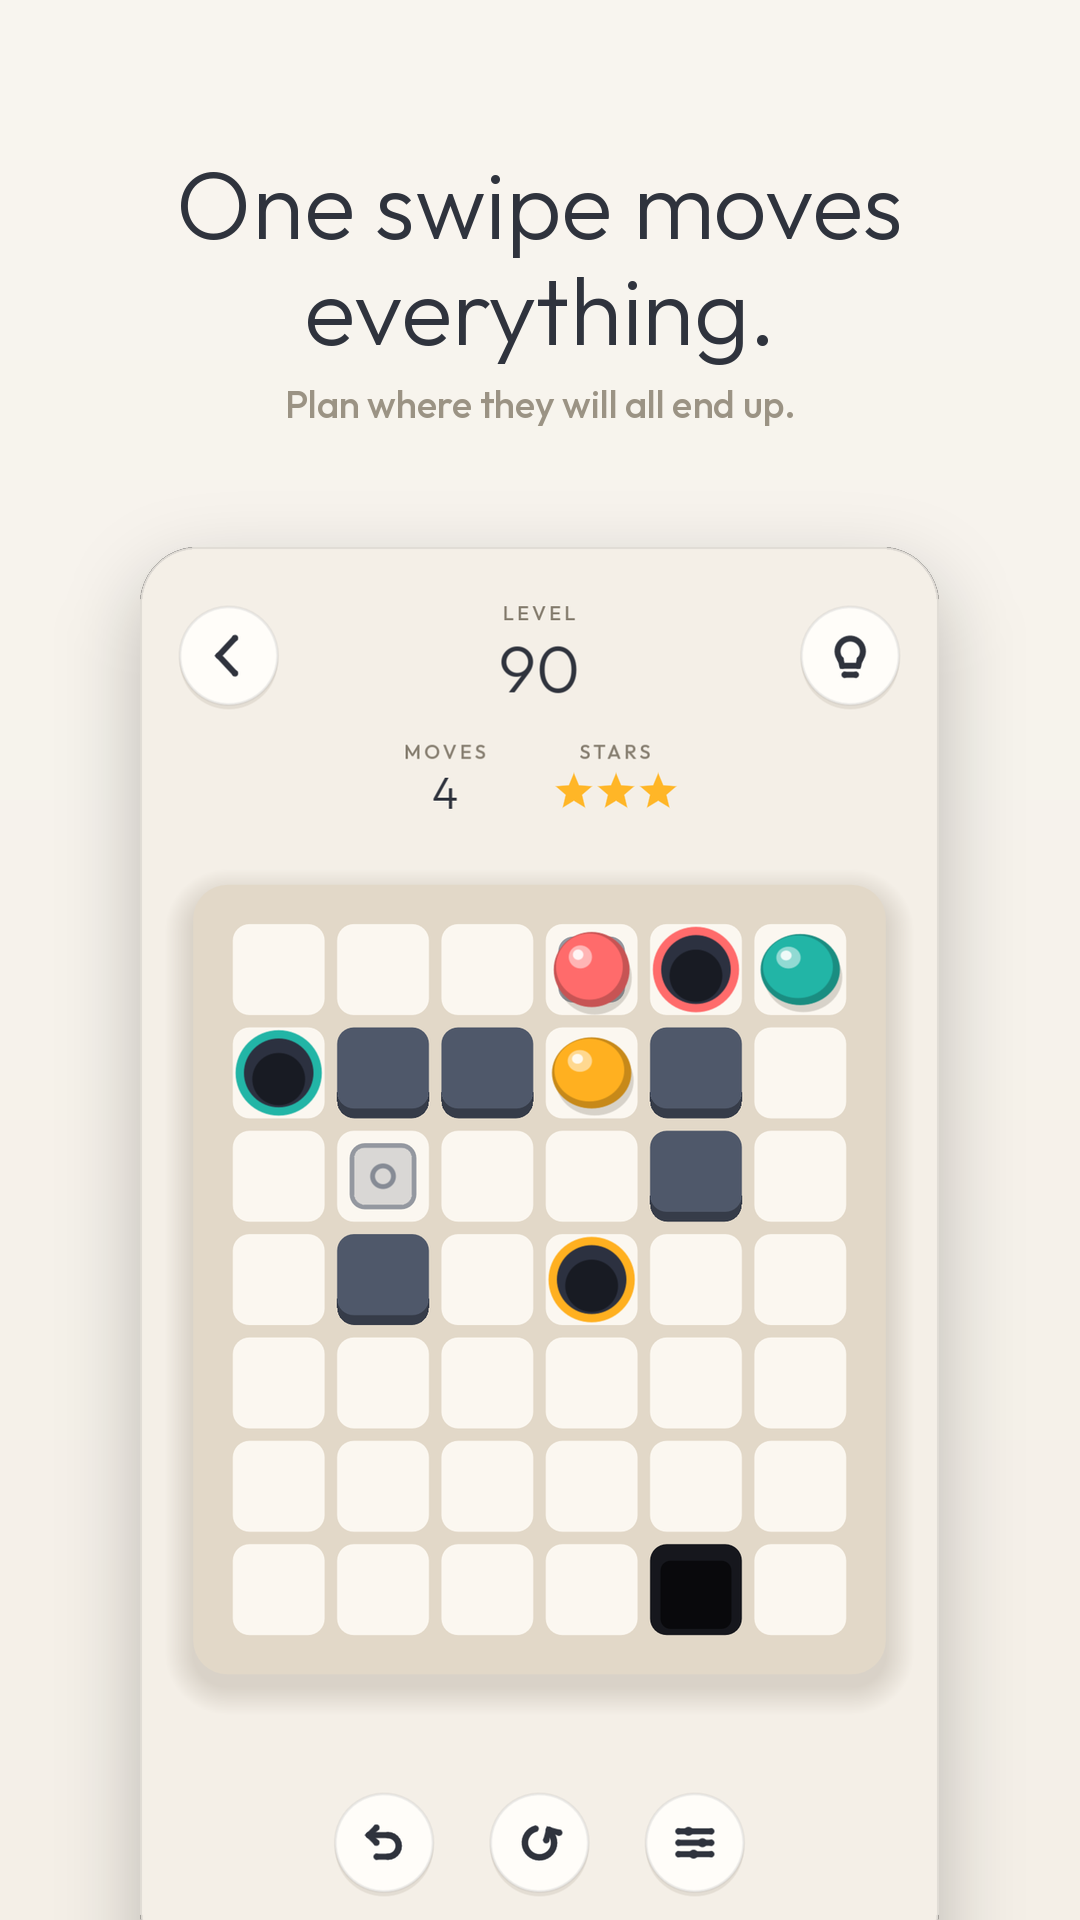 One swipe moves
everything.
Plan where they will all end up.
LEVEL
90
MOVES STARS
4